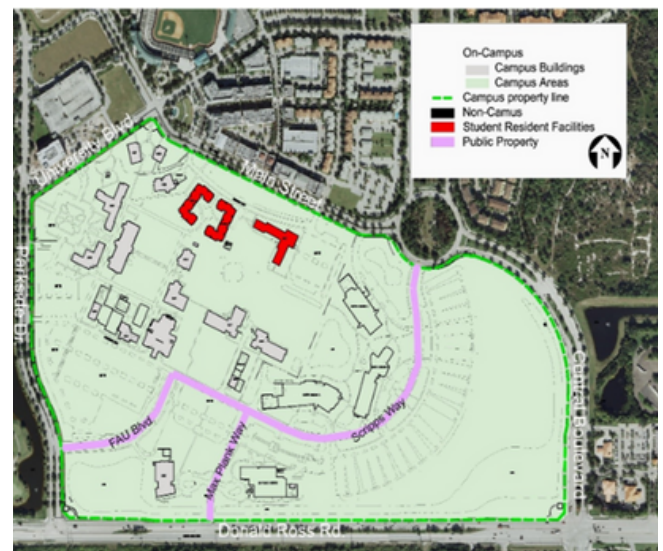 On-Campus
Campus Buildings
Campus Areas
Campus property line
Non-Camus
Student Resident Facilities
Public Property
N
University Blvd.
Main Street
Parkside Dr.
Central Boulevard
FAU Blvd
Max Plank Way
Scripps Way
Donald Ross Rd.